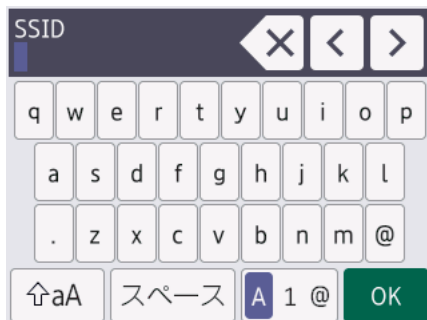 SSID
q w e r t y u i o p
a s d f g h j k l
. z x c v b n m @
⇧aA スペース A 1 @ OK